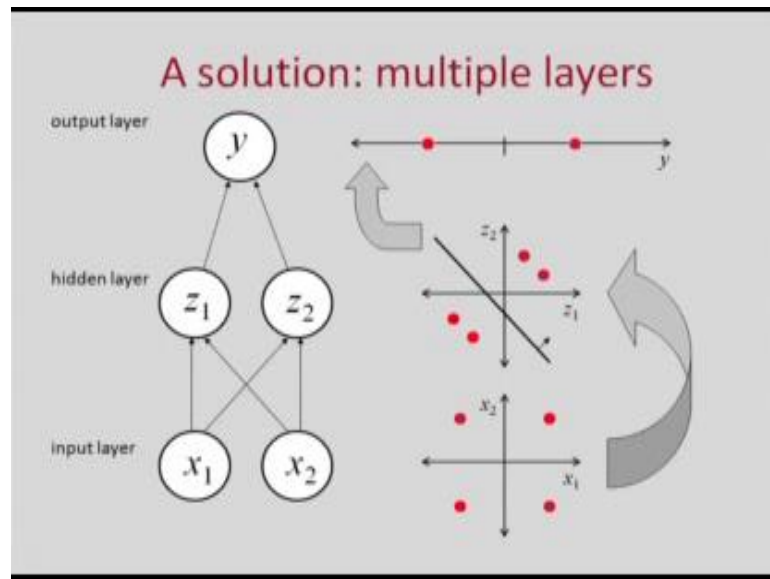 A solution: multiple layers
output layer
y
y
z₂
hidden layer
z₁ z₂
z₁
x₂
input layer
x₁ x₂
x₁